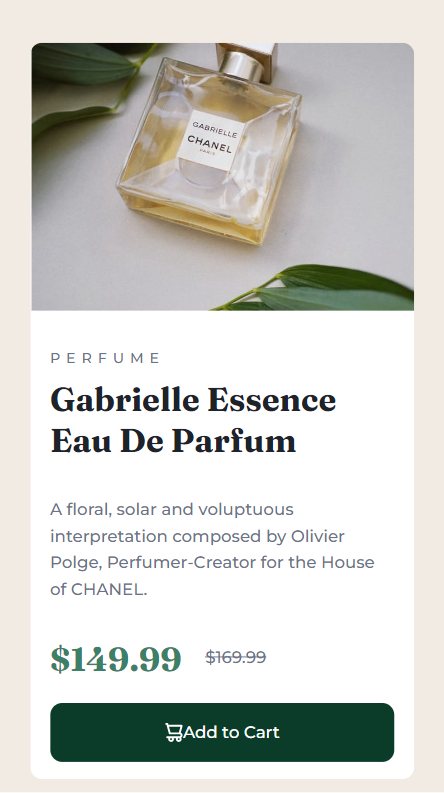 GABRIELLE
CHANEL
PARIS
PERFUME
Gabrielle Essence
Eau De Parfum
A floral, solar and voluptuous
interpretation composed by Olivier
Polge, Perfumer-Creator for the House
of CHANEL.
$149.99 $169.99
Add to Cart